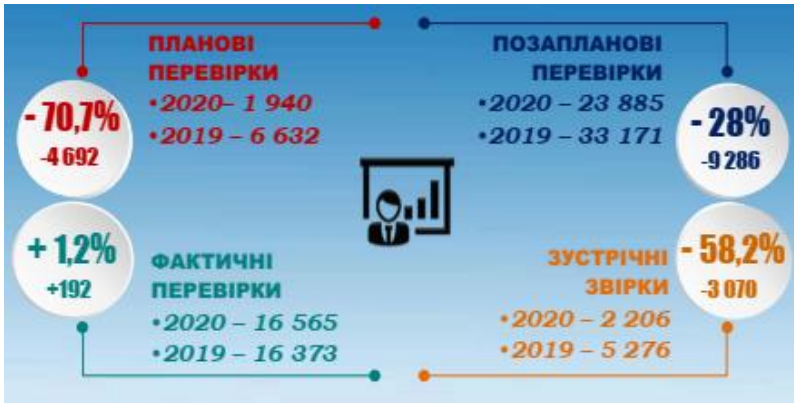 ПЛАНОВІ
ПЕРЕВІРКИ
•2020– 1 940
•2019 – 6 632
- 70,7%
-4 692
ПОЗАПЛАНОВІ
ПЕРЕВІРКИ
•2020 – 23 885
•2019 – 33 171
- 28%
-9 286
+ 1,2%
+192
ФАКТИЧНІ
ПЕРЕВІРКИ
•2020 – 16 565
•2019 – 16 373
ЗУСТРІЧНІ
ЗВІРКИ
•2020 – 2 206
•2019 – 5 276
- 58,2%
-3 070